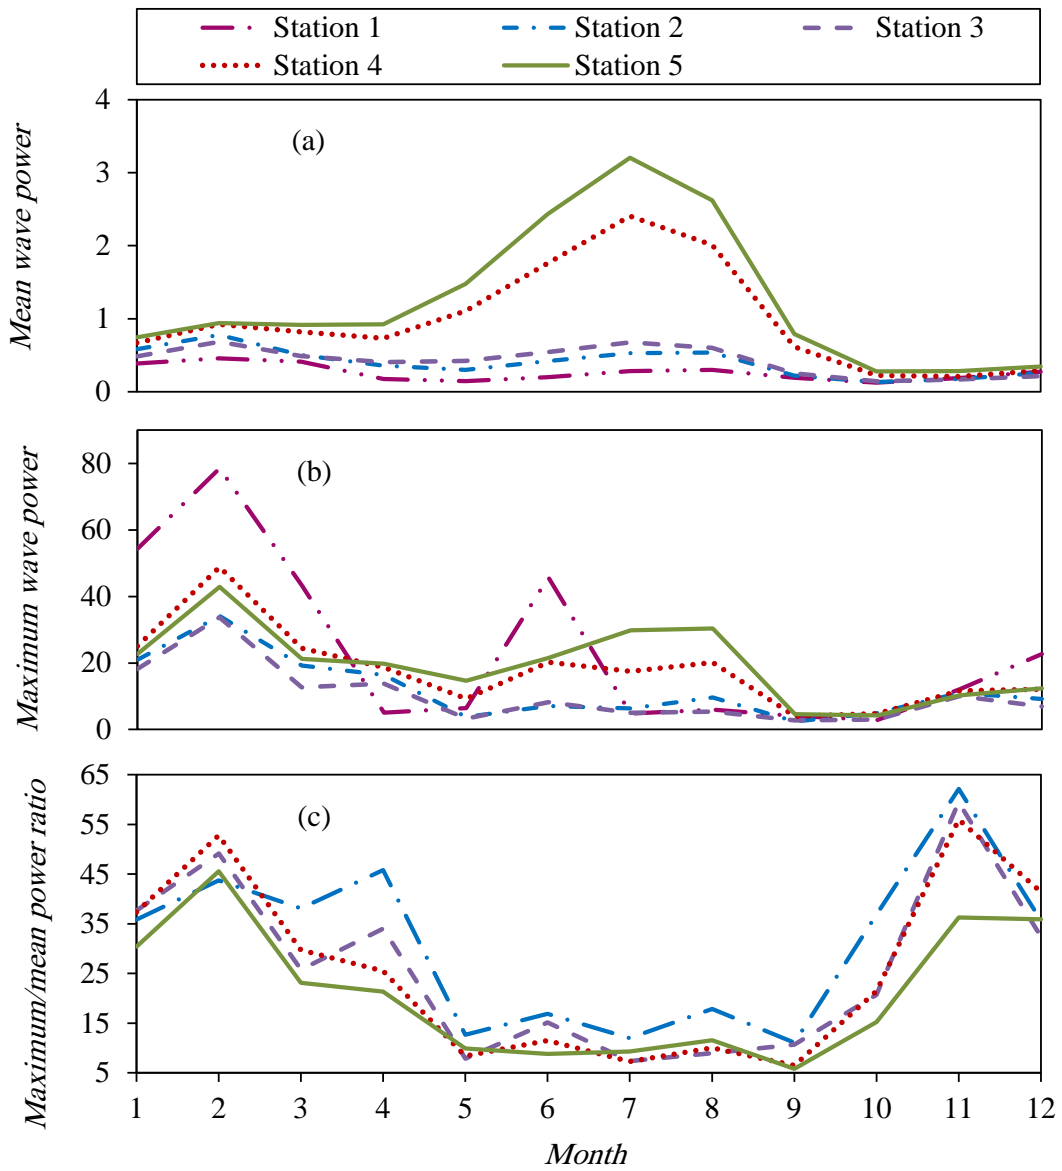 Station 1 Station 2 Station 3
Station 4 Station 5
Mean wave power
4
3
2
1
0
(a)
Maximum wave power
80
60
40
20
0
(b)
Maximum/mean power ratio
65
55
45
35
25
15
5
(c)
1 2 3 4 5 6 7 8 9 10 11 12
Month